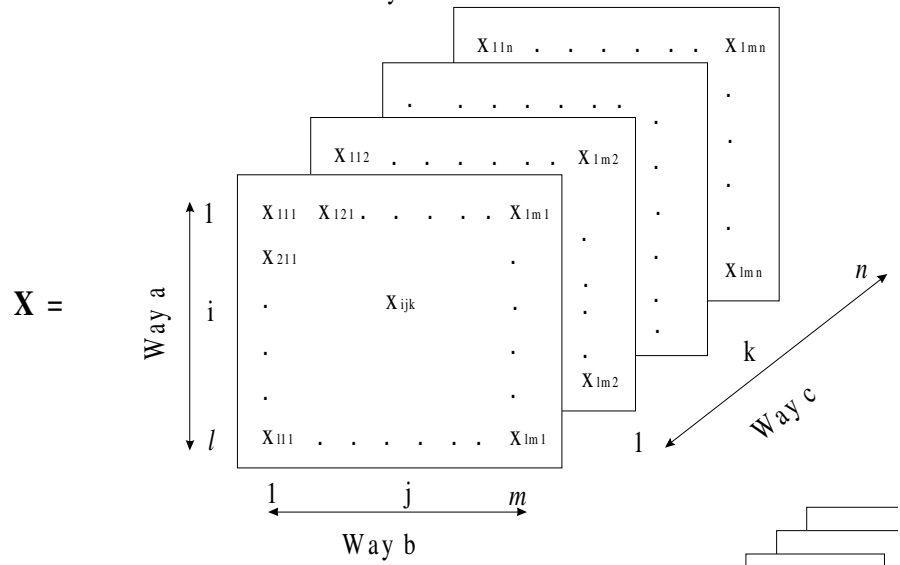 x11n . . . . . . x1mn
. . . . . . .
x112 . . . . . . x1m2
1 x111 x121 . . . . . x1m1
x211
X = Way a i xijk
l xl11 . . . . . . xlm1
xlm2
xlmn
1 k n
Way c
1 j m
Way b